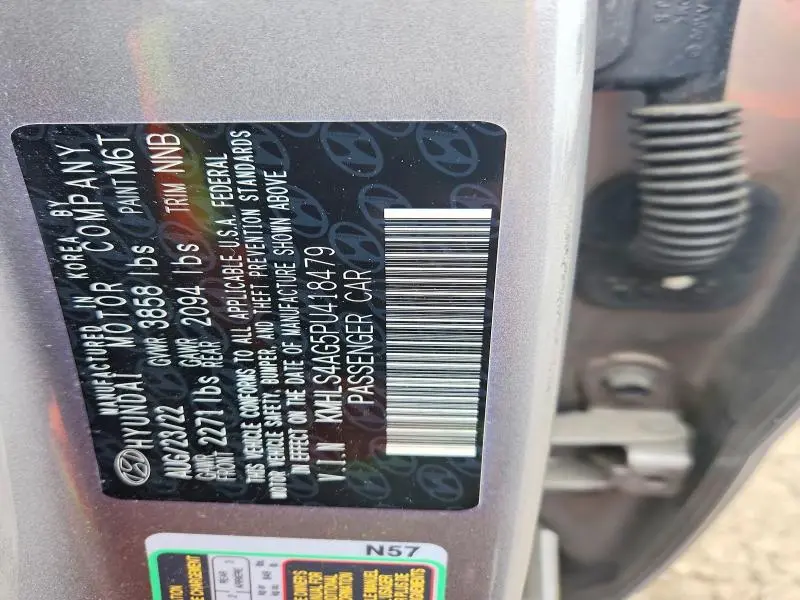 MANUFACTURED IN KOREA BY
HYUNDAI MOTOR COMPANY
AUG/23/22 GVWR 3858 lbs PAINT M6T
GAWR FRONT 2271 lbs GAWR REAR 2094 lbs TRIM NNB
THIS VEHICLE CONFORMS TO ALL APPLICABLE U.S.A. FEDERAL
MOTOR VEHICLE SAFETY, BUMPER, AND THEFT PREVENTION STANDARDS
IN EFFECT ON THE DATE OF MANUFACTURE SHOWN ABOVE
V.I.N KMHLS4AG5PU418479
PASSENGER CAR
N57